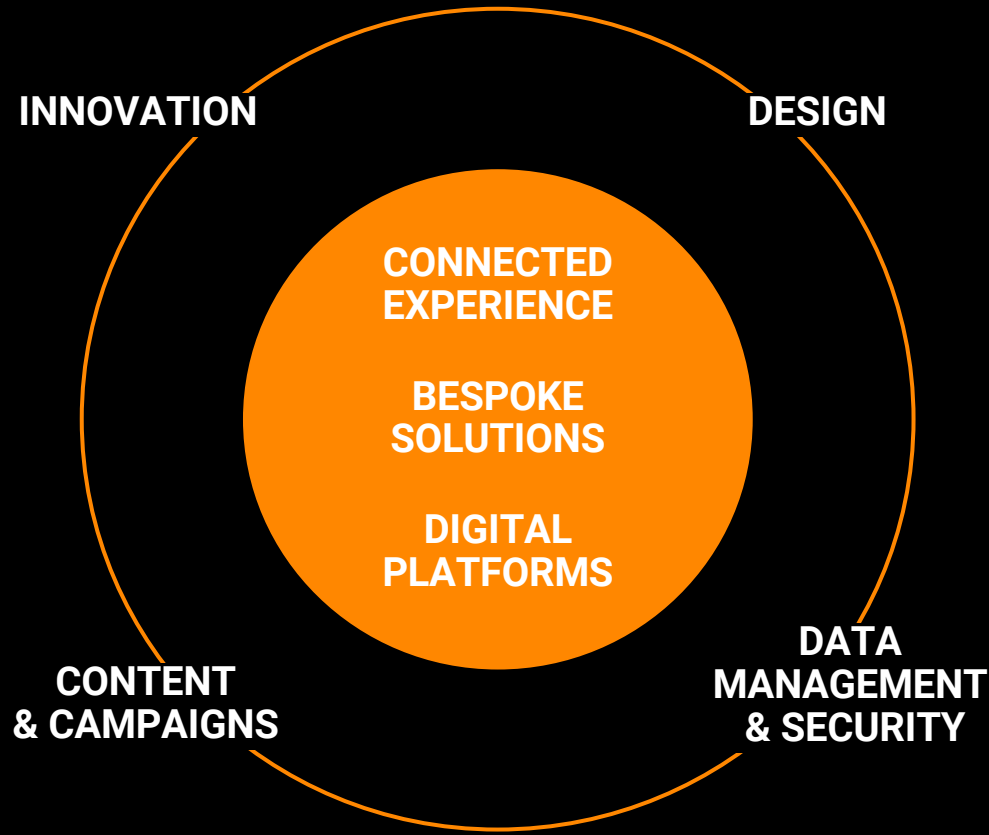 INNOVATION
DESIGN
CONNECTED
EXPERIENCE
BESPOKE
SOLUTIONS
DIGITAL
PLATFORMS
CONTENT
& CAMPAIGNS
DATA
MANAGEMENT
& SECURITY